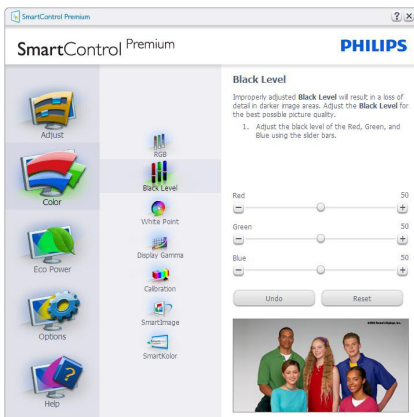 SmartControl Premium
SmartControl Premium
PHILIPS
Adjust
Color
Eco Power
Options
Help
RGB
Black Level
White Point
Display Gamma
Calibration
SmartImage
SmartKolor
Black Level
Improperly adjusted Black Level will result in a loss of
detail in darker image areas. Adjust the Black Level for
the best possible picture quality.
1. Adjust the black level of the Red, Green, and
Blue using the slider bars.
Red 50
Green 50
Blue 50
Undo Reset